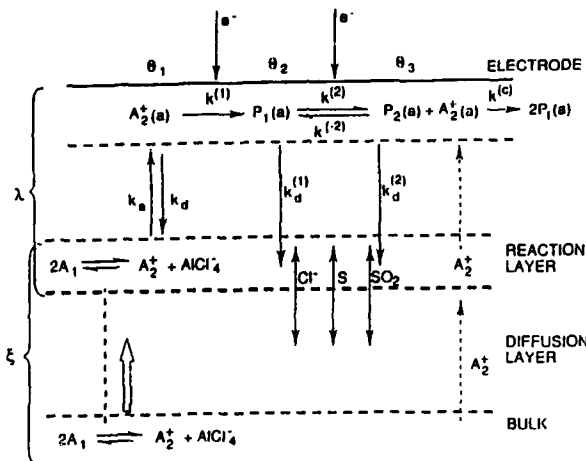 e⁻ e⁻
θ₁ θ₂ θ₃ ELECTRODE
k⁽¹⁾ k⁽²⁾ k⁽ᶜ⁾
A₂⁺(a) → P₁(a) ⇌ P₂(a) + A₂⁺(a) → 2P₁(a)
k⁽⁻²⁾
λ
kₐ k_d k_d⁽¹⁾ k_d⁽²⁾
2A₁ ⇌ A₂⁺ + AlCl₄⁻ Cl⁻ S SO₂ A₂⁺ REACTION
LAYER
ξ
A₂⁺ DIFFUSION
LAYER
BULK
2A₁ ⇌ A₂⁺ + AlCl₄⁻